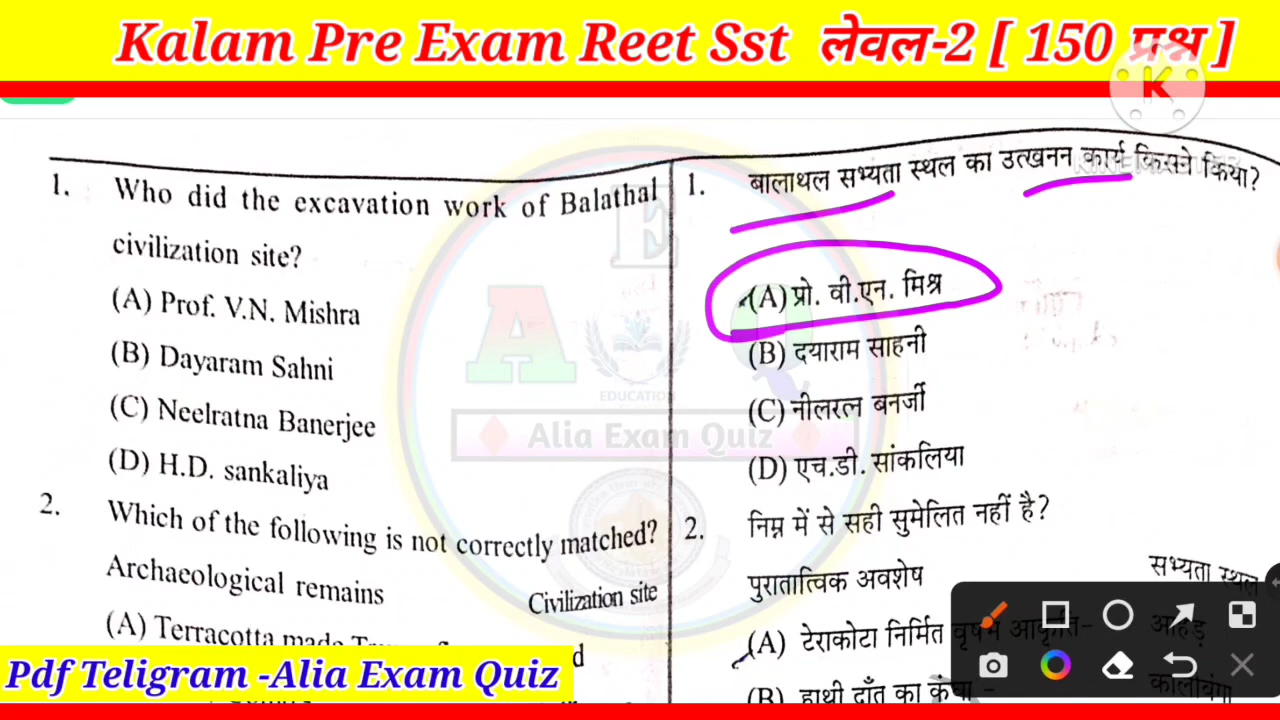 Kalam Pre Exam Reet Sst लेवल-2 [ 150 प्रश्न ]
K
1. Who did the excavation work of Balathal
civilization site?
(A) Prof. V.N. Mishra
(B) Dayaram Sahni
(C) Neelratna Banerjee
(D) H.D. sankaliya
2. Which of the following is not correctly matched?
Archaeological remains Civilization site
(A) Terracotta made
1. बालाथल सभ्यता स्थल का उत्खनन कार्य किसने किया?
(A) प्रो. वी.एन. मिश्र
(B) दयाराम साहनी
(C) नीलरत्न बनर्जी
(D) एच.डी. सांकलिया
2. निम्न में से सही सुमेलित नहीं है?
पुरातात्विक अवशेष सभ्यता स्थल
(A) टेराकोटा निर्मित वृषभ आकृति- आहड़
(B) हाथी दाँत का कंघा - कालीबंगा
E
A Q
EDUCATION
Alia Exam Quiz
Pdf Teligram -Alia Exam Quiz